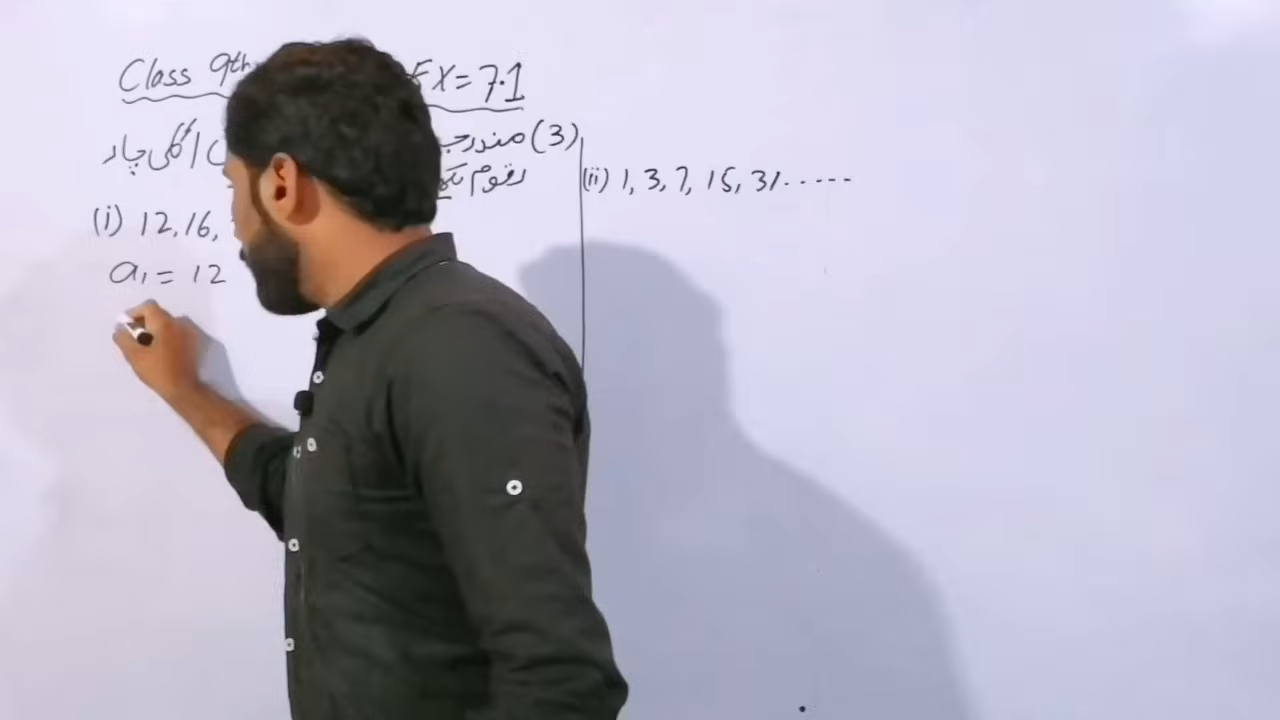 Class 9th EX = 7.1
(3) مندرجہ اگلی چار
رقوم
(i) 12, 16,
a₁ = 12
(ii) 1, 3, 7, 15, 31.....